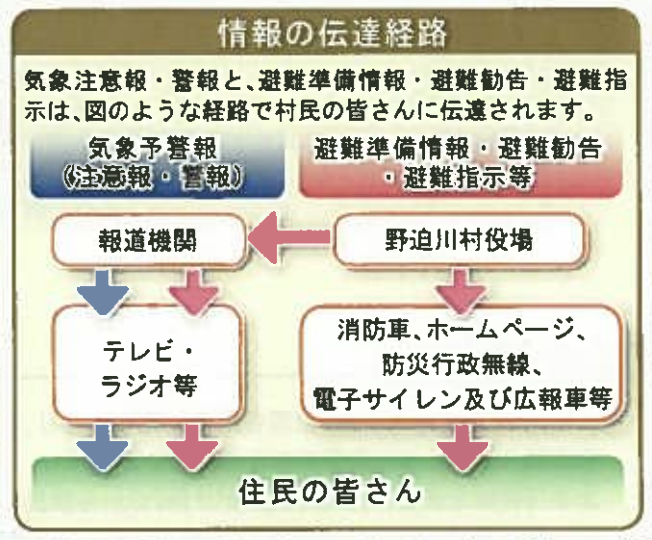 情報の伝達経路
気象注意報・警報と、避難準備情報・避難勧告・避難指
示は、図のような経路で村民の皆さんに伝達されます。
気象予警報
(注意報・警報)
避難準備情報・避難勧告
・避難指示等
報道機関
野迫川村役場
テレビ・
ラジオ等
消防車、ホームページ、
防災行政無線、
電子サイレン及び広報車等
住民の皆さん